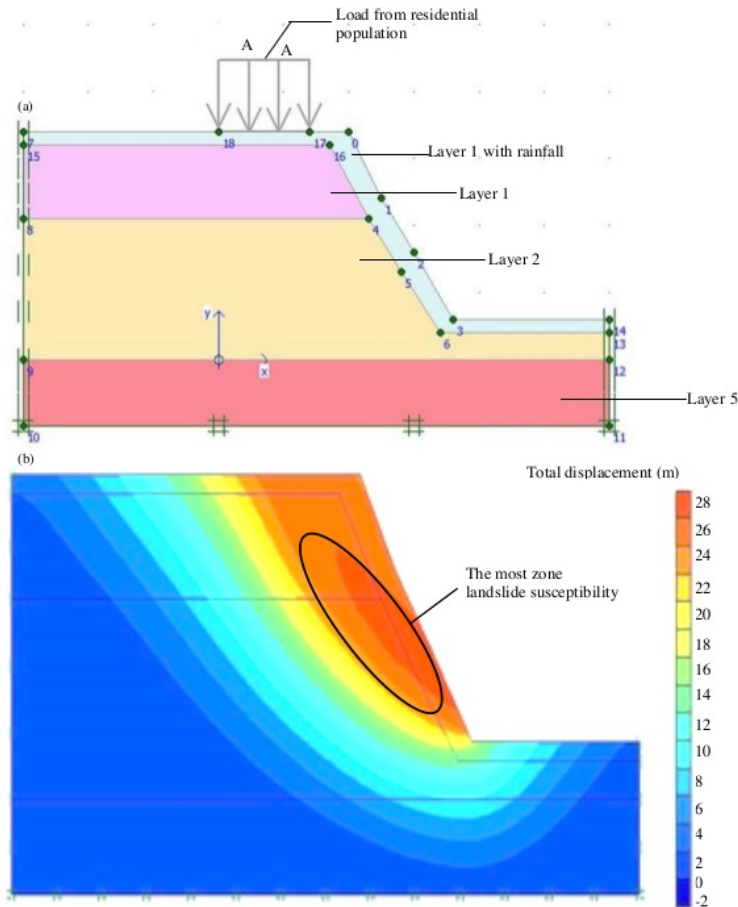 Load from residential
population
A
A
(a)
7
18
17
0
15
16
Layer 1 with rainfall
Layer 1
1
8
4
Layer 2
2
5
y
3
14
6
13
x
9
12
Layer 5
10
11
(b)
Total displacement (m)
28
26
24
22
20
18
16
14
12
10
8
6
4
2
0
-2
The most zone
landslide susceptibility